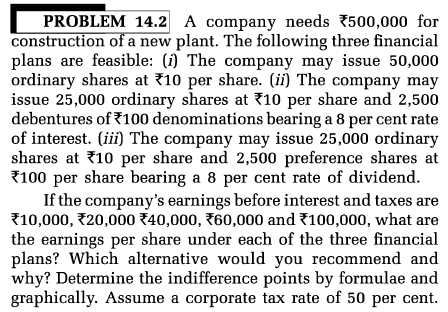 PROBLEM 14.2 A company needs ₹500,000 for
construction of a new plant. The following three financial
plans are feasible: (i) The company may issue 50,000
ordinary shares at ₹10 per share. (ii) The company may
issue 25,000 ordinary shares at ₹10 per share and 2,500
debentures of ₹100 denominations bearing a 8 per cent rate
of interest. (iii) The company may issue 25,000 ordinary
shares at ₹10 per share and 2,500 preference shares at
₹100 per share bearing a 8 per cent rate of dividend.
If the company's earnings before interest and taxes are
₹10,000, ₹20,000 ₹40,000, ₹60,000 and ₹100,000, what are
the earnings per share under each of the three financial
plans? Which alternative would you recommend and
why? Determine the indifference points by formulae and
graphically. Assume a corporate tax rate of 50 per cent.